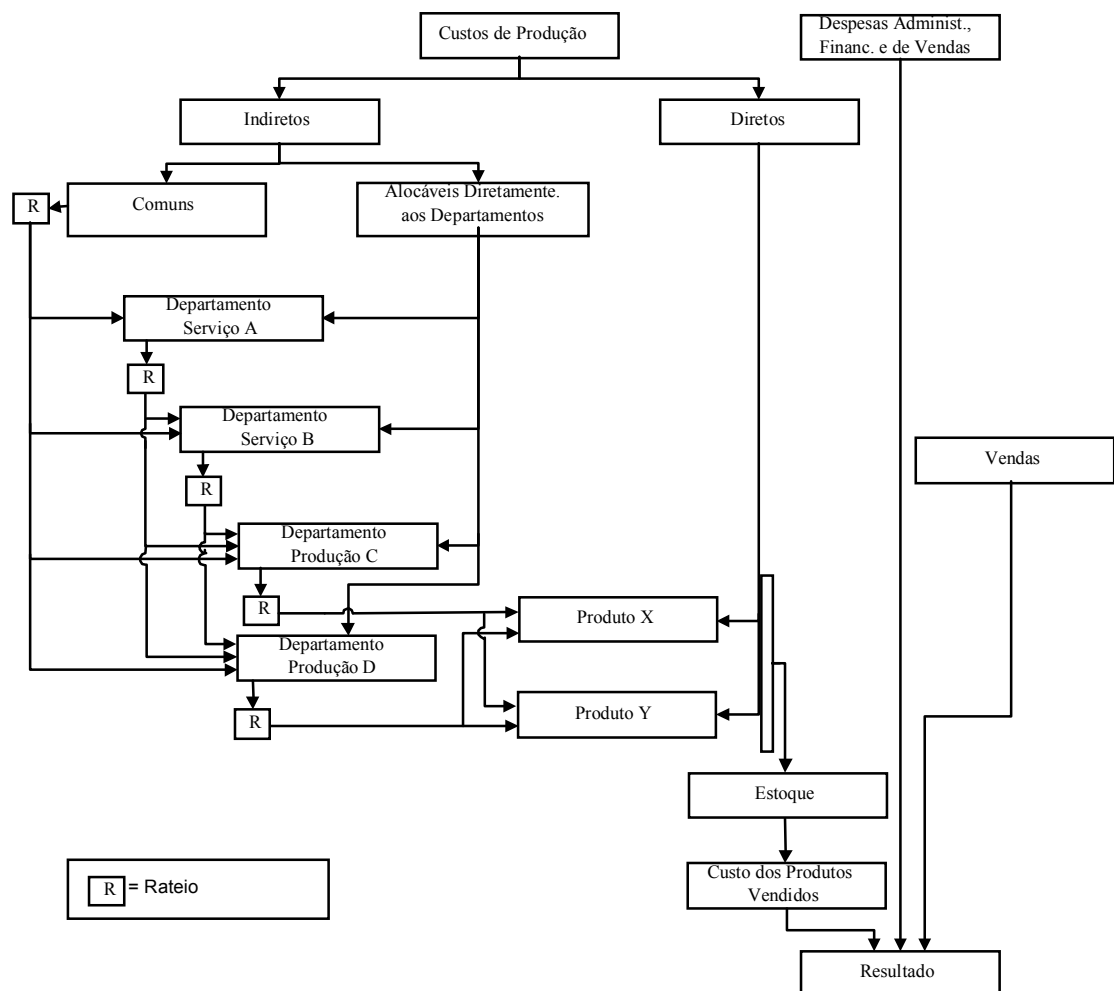 Custos de Produção
Despesas Administ.,
Financ. e de Vendas
Indiretos
Diretos
R
Comuns
Alocáveis Diretamente.
aos Departamentos
Departamento
Serviço A
R
Departamento
Serviço B
R
Vendas
Departamento
Produção C
R
Produto X
Departamento
Produção D
R
Produto Y
Estoque
R = Rateio
Custo dos Produtos
Vendidos
Resultado